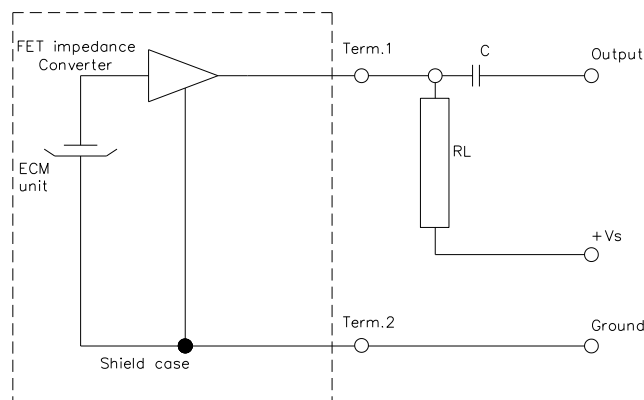 FET impedance
Converter
Term.1
C
Output
RL
ECM
unit
+Vs
Term.2
Ground
Shield case